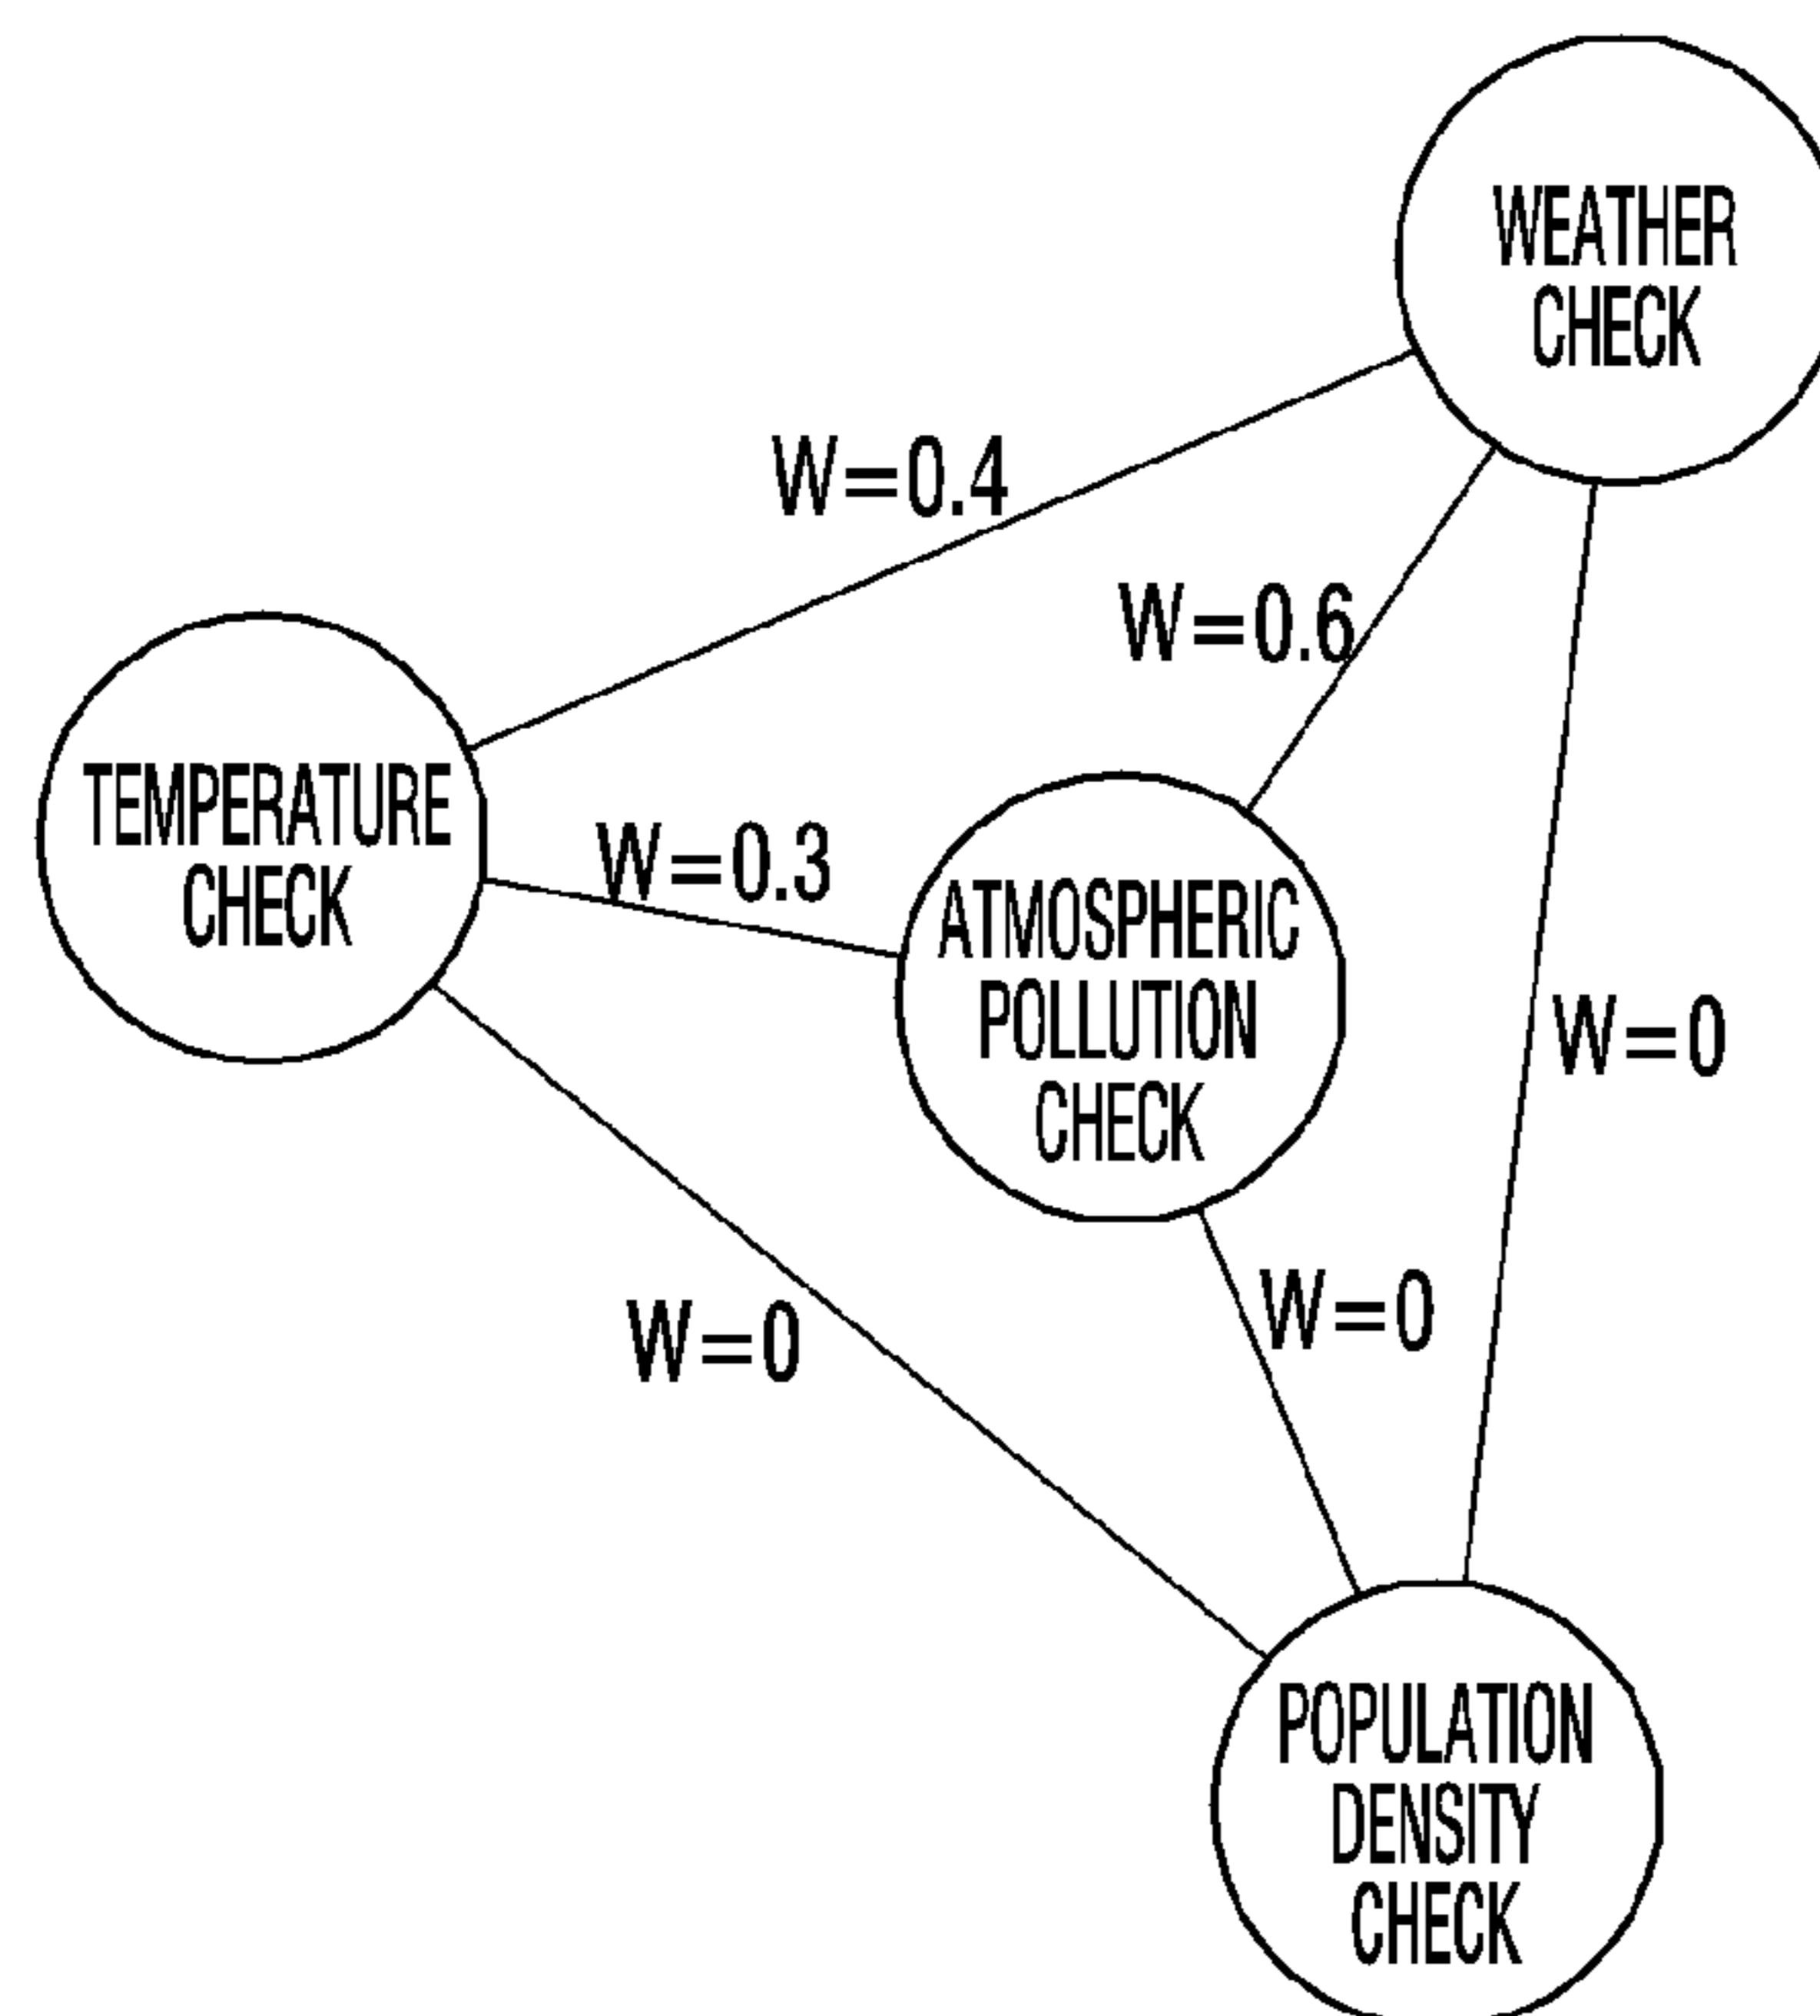 WEATHER
CHECK
W=0.4
W=0.6
TEMPERATURE
CHECK
W=0.3
ATMOSPHERIC
POLLUTION
CHECK
W=0
W=0
W=0
POPULATION
DENSITY
CHECK